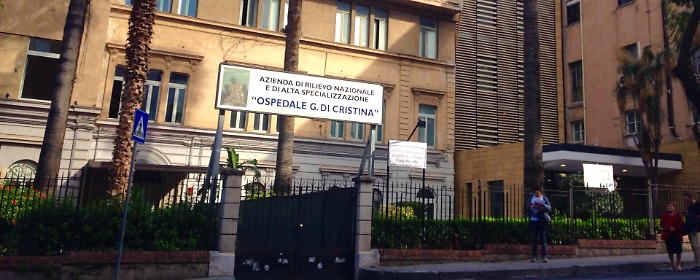 AZIENDA DI RILIEVO NAZIONALE
E DI ALTA SPECIALIZZAZIONE
"OSPEDALE G. DI CRISTINA"